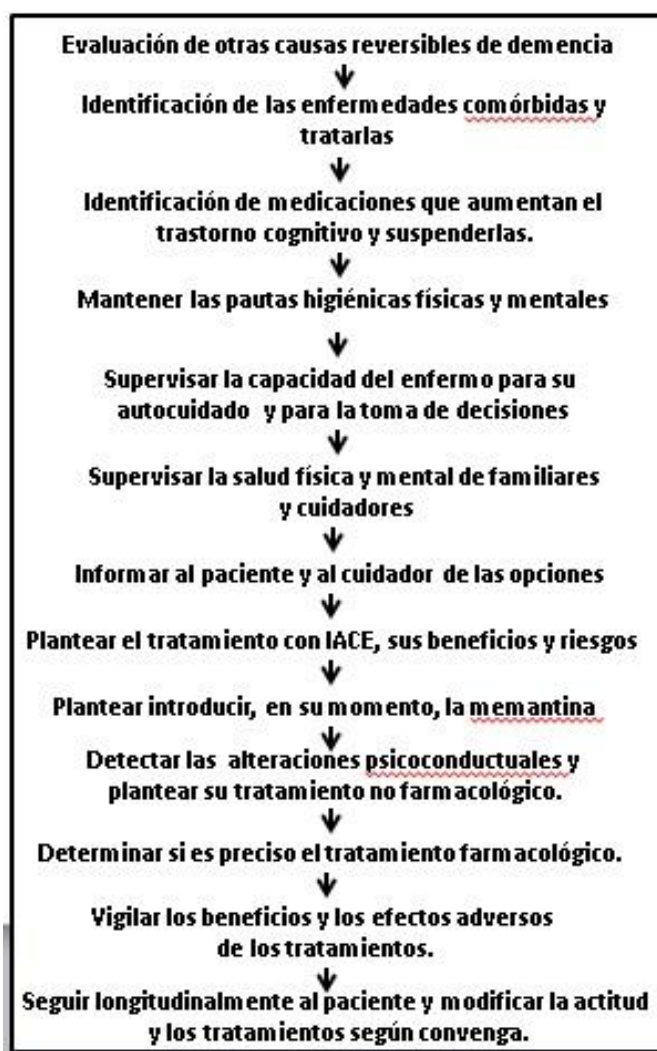 Evaluación de otras causas reversibles de demencia
Identificación de las enfermedades comórbidas y
tratarlas
Identificación de medicaciones que aumentan el
trastorno cognitivo y suspenderlas.
Mantener las pautas higiénicas físicas y mentales
Supervisar la capacidad del enfermo para su
autocuidado y para la toma de decisiones
Supervisar la salud física y mental de familiares
y cuidadores
Informar al paciente y al cuidador de las opciones
Plantear el tratamiento con IACE, sus beneficios y riesgos
Plantear introducir, en su momento, la memantina
Detectar las alteraciones psicoconductuales y
plantear su tratamiento no farmacológico.
Determinar si es preciso el tratamiento farmacológico.
Vigilar los beneficios y los efectos adversos
de los tratamientos.
Seguir longitudinalmente al paciente y modificar la actitud
y los tratamientos según convenga.